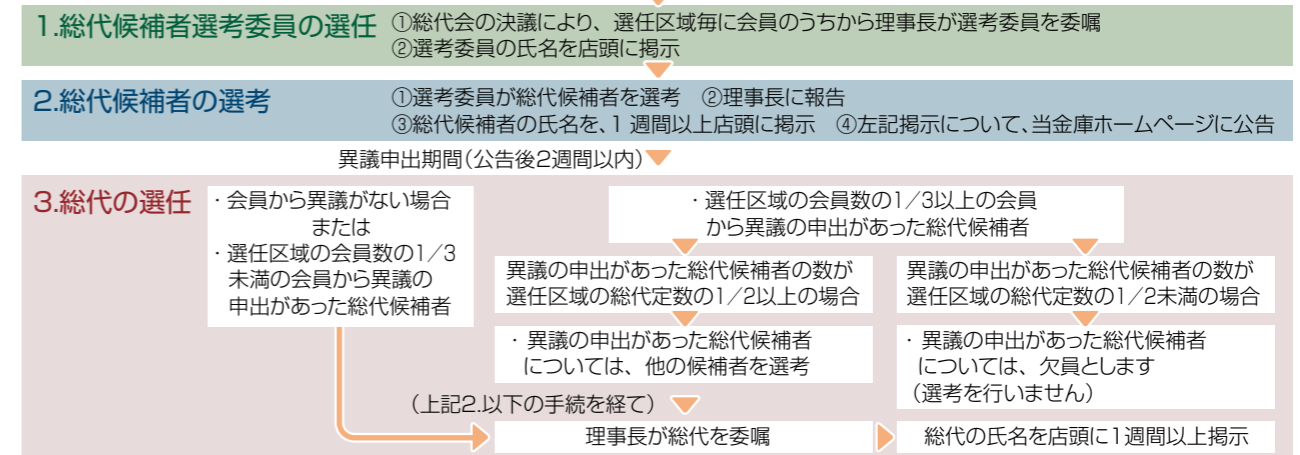 1.総代候補者選考委員の選任
①総代会の決議により、選任区域毎に会員のうちから理事長が選考委員を委嘱
②選考委員の氏名を店頭に掲示
2.総代候補者の選考
①選考委員が総代候補者を選考 ②理事長に報告
③総代候補者の氏名を、1週間以上店頭に掲示 ④左記掲示について、当金庫ホームページに公告
異議申出期間(公告後2週間以内)
3.総代の選任
・会員から異議がない場合
または
・選任区域の会員数の1/3
未満の会員から異議の
申出があった総代候補者
・選任区域の会員数の1/3以上の会員
から異議の申出があった総代候補者
異議の申出があった総代候補者の数が
選任区域の総代定数の1/2以上の場合
・異議の申出があった総代候補者
については、他の候補者を選考
異議の申出があった総代候補者の数が
選任区域の総代定数の1/2未満の場合
・異議の申出があった総代候補者
については、欠員とします
(選考を行いません)
(上記2.以下の手続を経て)
理事長が総代を委嘱
総代の氏名を店頭に1週間以上掲示